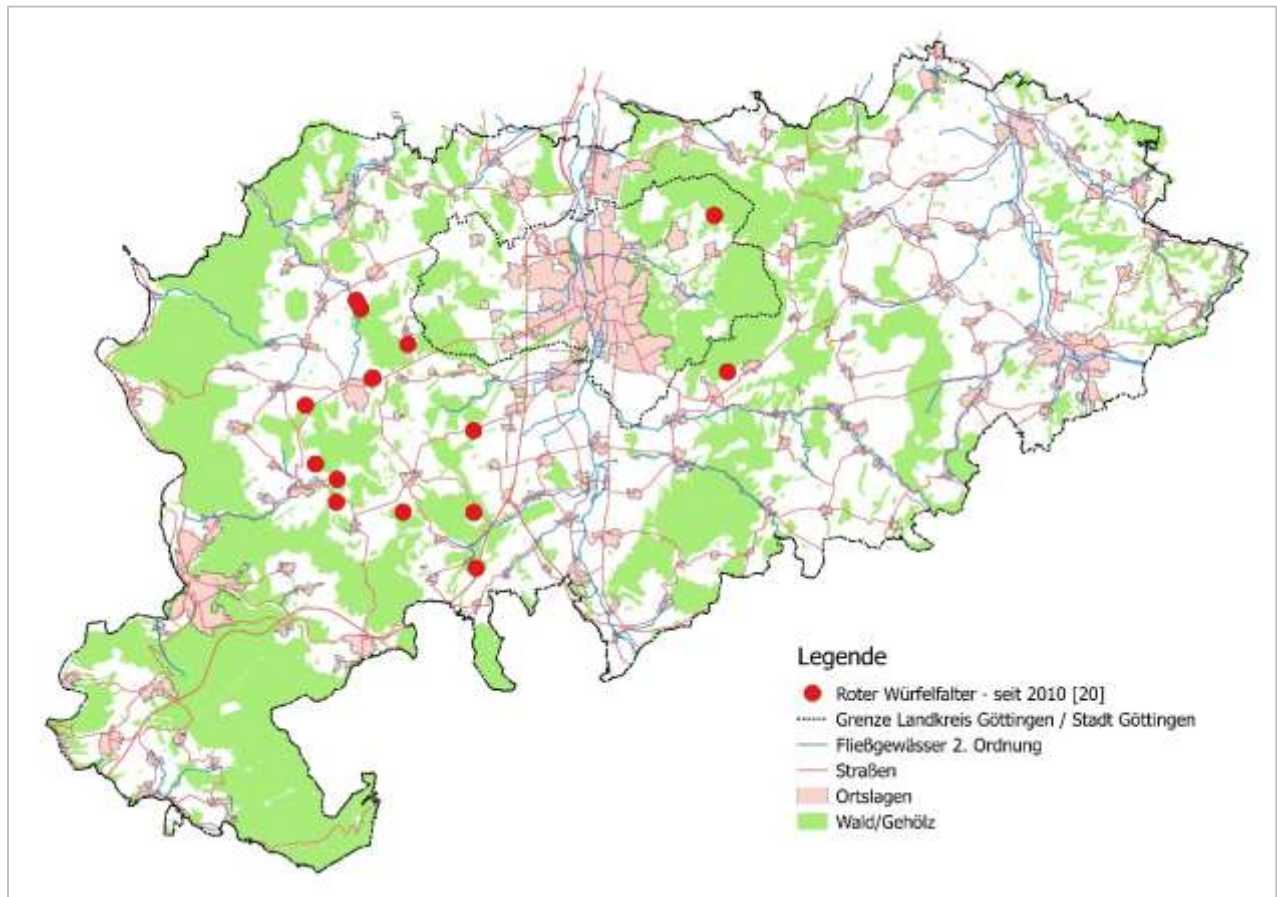 Legende
Roter Würfelfalter - seit 2010 [20]
Grenze Landkreis Göttingen / Stadt Göttingen
Fließgewässer 2. Ordnung
Straßen
Ortslagen
Wald/Gehölz